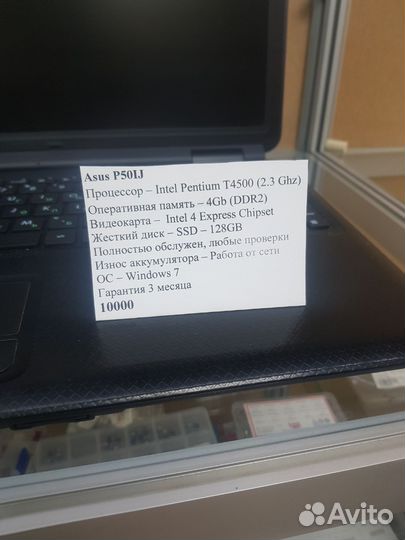 Asus P50IJ
Процессор – Intel Pentium T4500 (2.3 Ghz)
Оперативная память – 4Gb (DDR2)
Видеокарта – Intel 4 Express Chipset
Жесткий диск – SSD – 128GB
Полностью обслужен, любые проверки
Износ аккумулятора – Работа от сети
ОС – Windows 7
Гарантия 3 месяца
10000
Avito